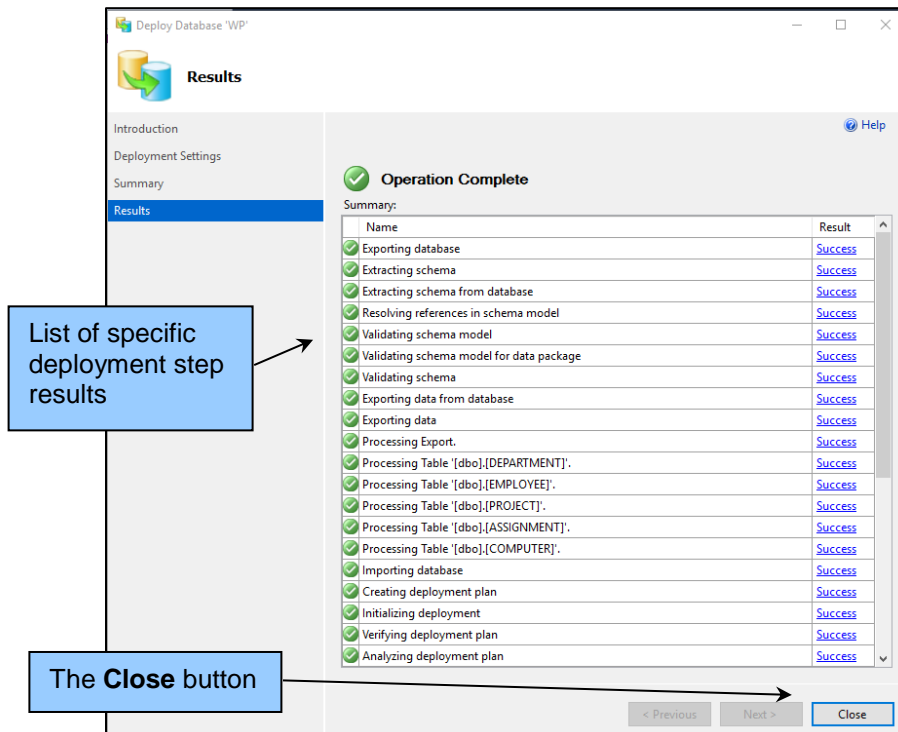 Deploy Database 'WP'
Results
Help
Introduction
Deployment Settings
Summary
Results
Operation Complete
Summary:
Name Result
Exporting database Success
Extracting schema Success
Extracting schema from database Success
Resolving references in schema model Success
Validating schema model Success
Validating schema model for data package Success
Validating schema Success
Exporting data from database Success
Exporting data Success
Processing Export. Success
Processing Table '[dbo].[DEPARTMENT]'. Success
Processing Table '[dbo].[EMPLOYEE]'. Success
Processing Table '[dbo].[PROJECT]'. Success
Processing Table '[dbo].[ASSIGNMENT]'. Success
Processing Table '[dbo].[COMPUTER]'. Success
Importing database Success
Creating deployment plan Success
Initializing deployment Success
Verifying deployment plan Success
Analyzing deployment plan Success
List of specific
deployment step
results
The Close button
< Previous Next > Close